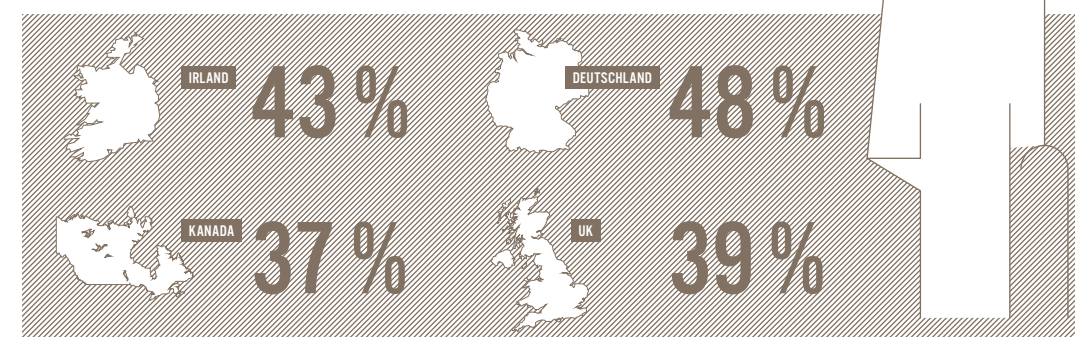 IRLAND
43 %
DEUTSCHLAND
48 %
KANADA
37 %
UK
39 %